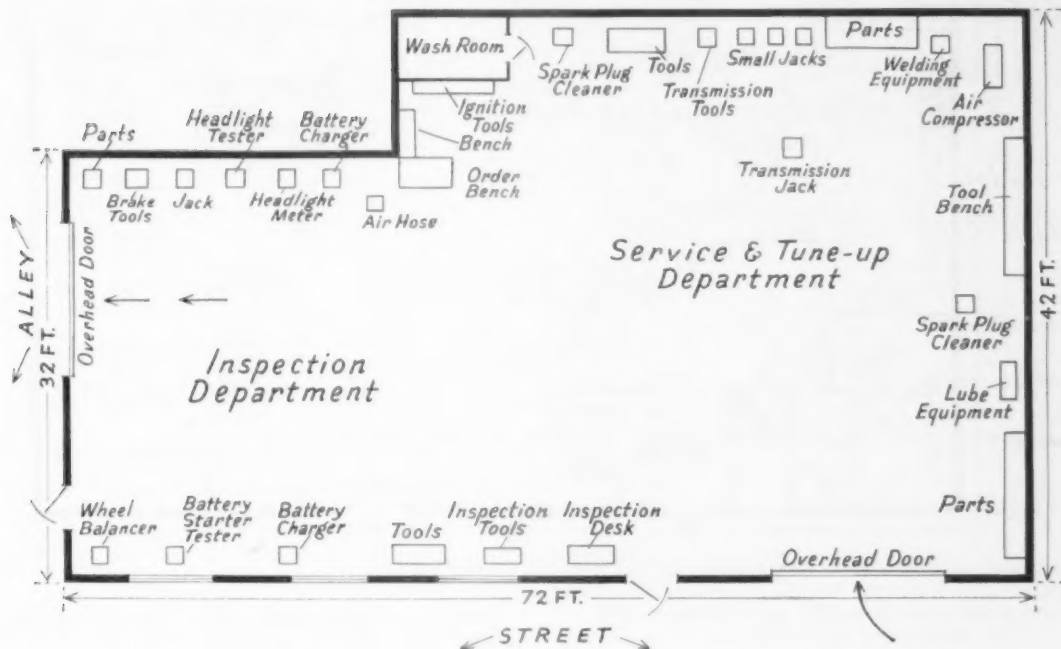 Wash Room
Spark Plug
Cleaner
Tools
Transmission
Tools
Small Jacks
Parts
Welding
Equipment
Air
Compressor
Ignition
Tools
Bench
Order
Bench
Parts
Brake
Tools
Jack
Headlight
Tester
Headlight
Meter
Battery
Charger
Air Hose
Transmission
Jack
Tool
Bench
Service & Tune-up
Department
ALLEY
32 FT.
Overhead Door
Inspection
Department
42 FT.
Spark Plug
Cleaner
Lube
Equipment
Parts
Wheel
Balancer
Battery
Starter
Tester
Battery
Charger
Tools
Inspection
Tools
Inspection
Desk
Overhead Door
72 FT.
STREET